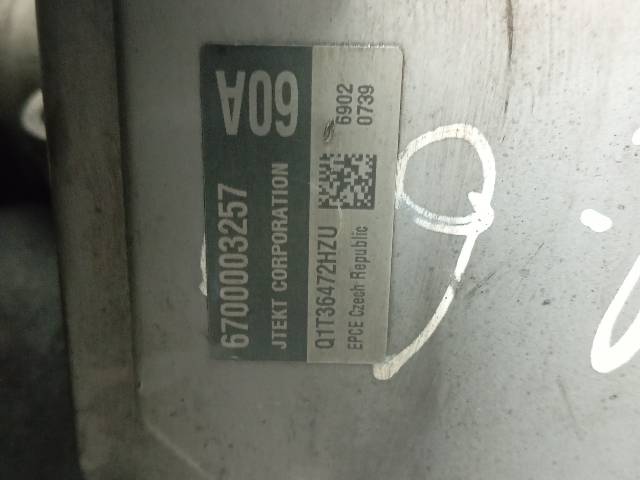 6700003257
60A
JTEKT CORPORATION
Q1T36472HZU
6902
EPCE Czech Republic
0739